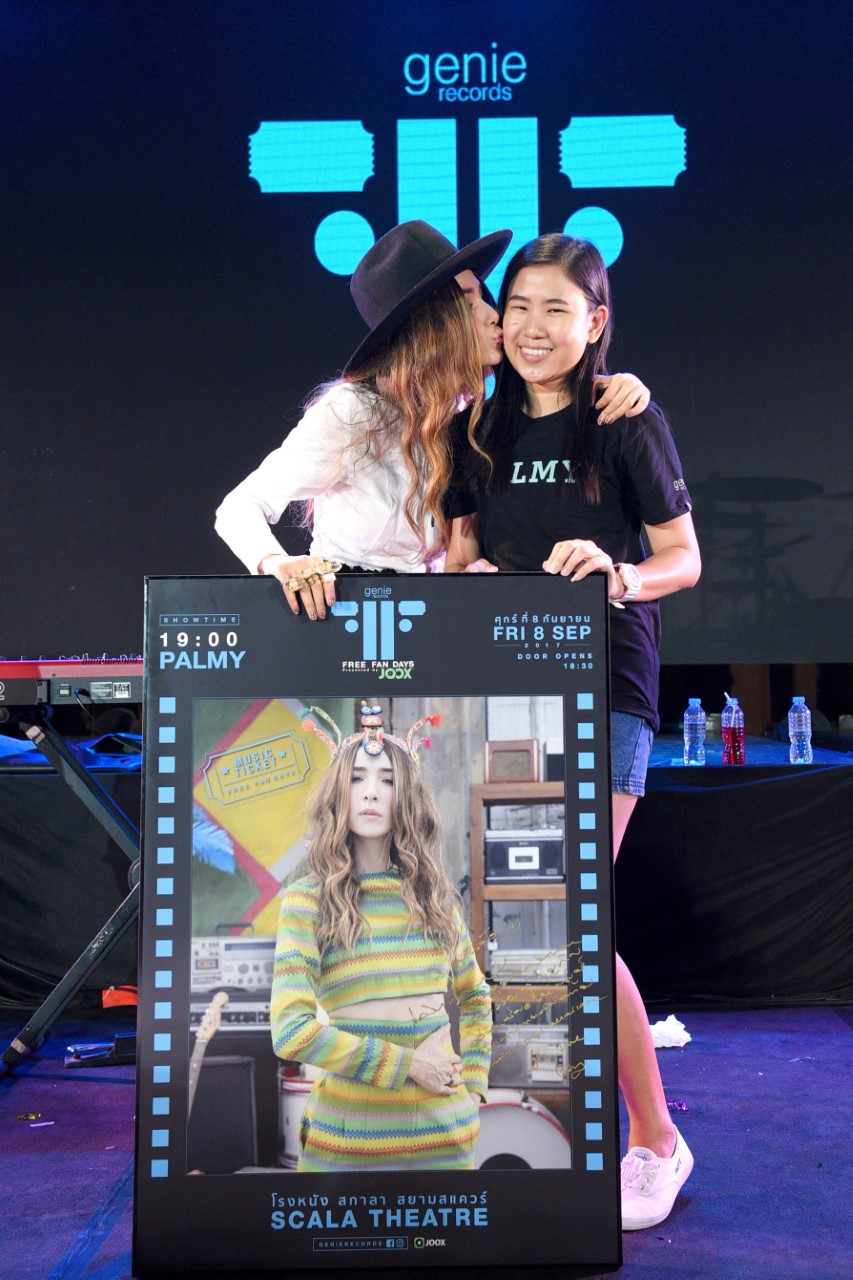 genie
records
LMY
genie
records
SHOWTIME
19:00
PALMY
FREE FAN DAYS
Presented by JOOX
ศุกร์ ที่ 8 กันยายน
FRI 8 SEP
2017
DOOR OPENS
18:30
MUSIC
TICKET
FREE FAN DAYS
โรงหนัง สกาลา สยามสแควร์
SCALA THEATRE
GENIERECORDS JOOX